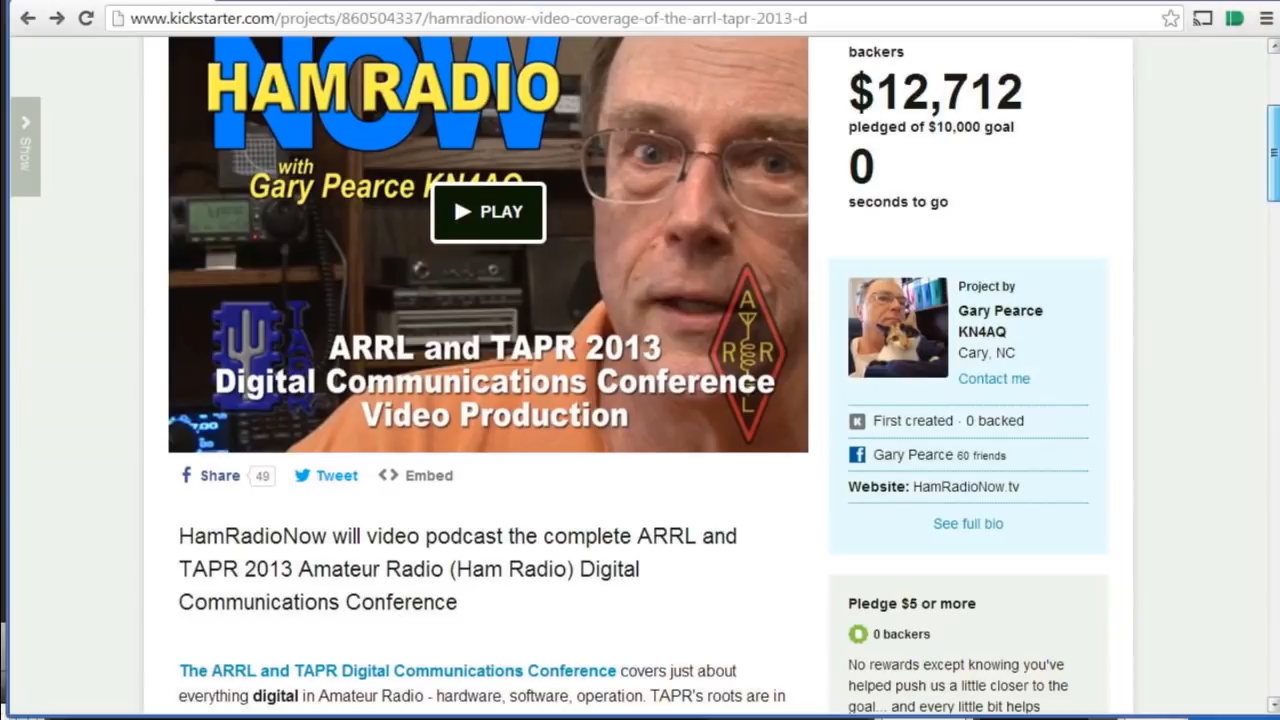 www.kickstarter.com/projects/860504337/hamradionow-video-coverage-of-the-arrl-tapr-2013-d
Show
NOW
HAM RADIO
with
Gary Pearce KN4AQ
PLAY
TAPR
ARRL
ARRL and TAPR 2013
Digital Communications Conference
Video Production
Share 49 Tweet Embed
HamRadioNow will video podcast the complete ARRL and
TAPR 2013 Amateur Radio (Ham Radio) Digital
Communications Conference
The ARRL and TAPR Digital Communications Conference covers just about
everything digital in Amateur Radio - hardware, software, operation. TAPR's roots are in
backers
$12,712
pledged of $10,000 goal
0
seconds to go
Project by
Gary Pearce
KN4AQ
Cary, NC
Contact me
First created · 0 backed
Gary Pearce 60 friends
Website: HamRadioNow.tv
See full bio
Pledge $5 or more
0 backers
No rewards except knowing you've
helped push us a little closer to the
goal... and every little bit helps